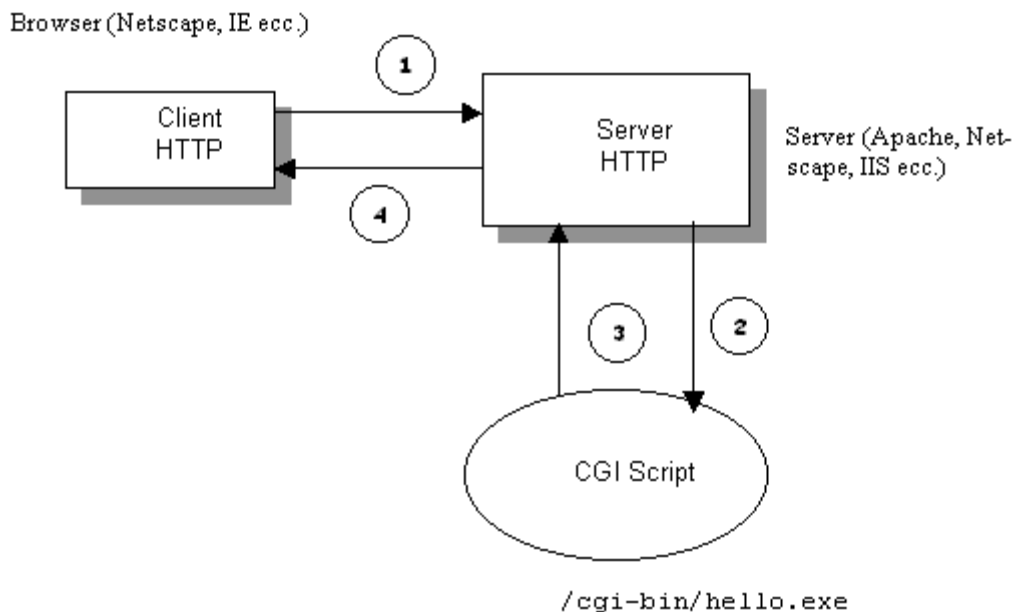 Browser (Netscape, IE ecc.)
1
Client
HTTP
Server
HTTP
Server (Apache, Net-
scape, IIS ecc.)
4
3
2
CGI Script
/cgi-bin/hello.exe